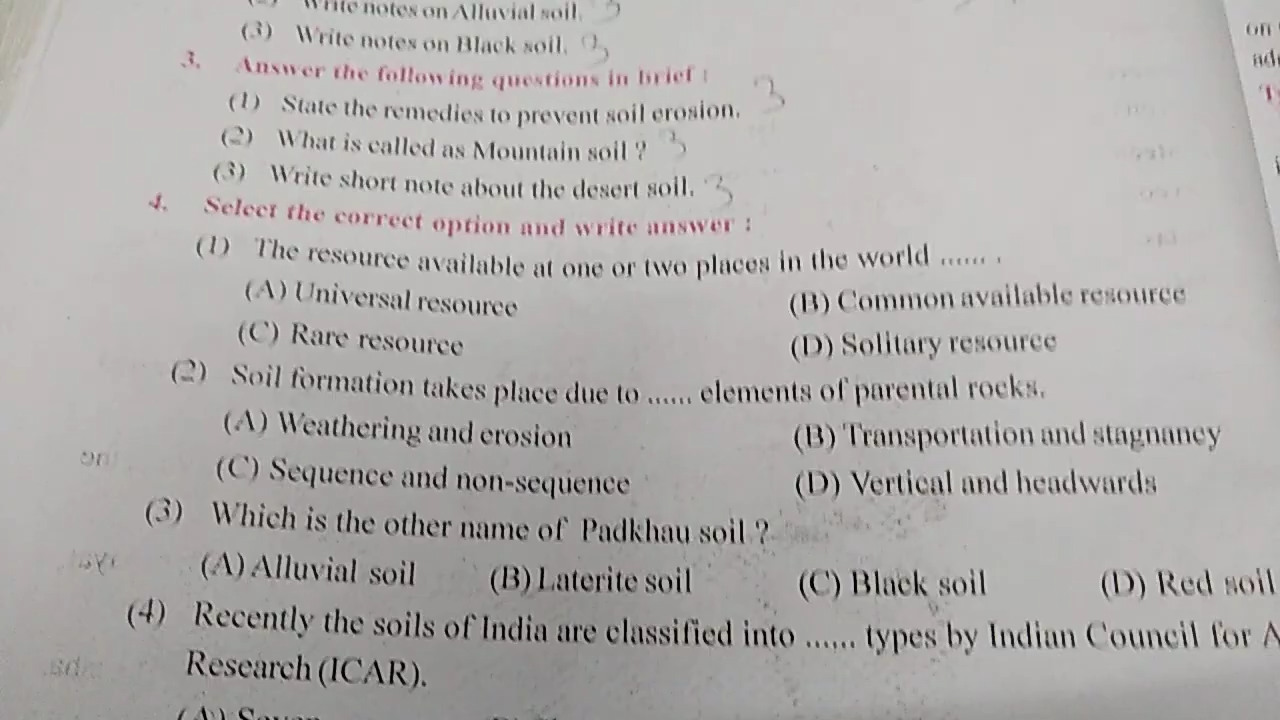 Write notes on Alluvial soil.
(3) Write notes on Black soil.
3. Answer the following questions in brief :
(1) State the remedies to prevent soil erosion.
(2) What is called as Mountain soil ?
(3) Write short note about the desert soil.
4. Select the correct option and write answer :
(1) The resource available at one or two places in the world ...... .
(A) Universal resource (B) Common available resource
(C) Rare resource (D) Solitary resource
(2) Soil formation takes place due to ...... elements of parental rocks.
(A) Weathering and erosion (B) Transportation and stagnancy
(C) Sequence and non-sequence (D) Vertical and headwards
(3) Which is the other name of Padkhau soil ?
(A) Alluvial soil (B) Laterite soil (C) Black soil (D) Red soil
(4) Recently the soils of India are classified into ...... types by Indian Council for A
Research (ICAR).
(A) Seven